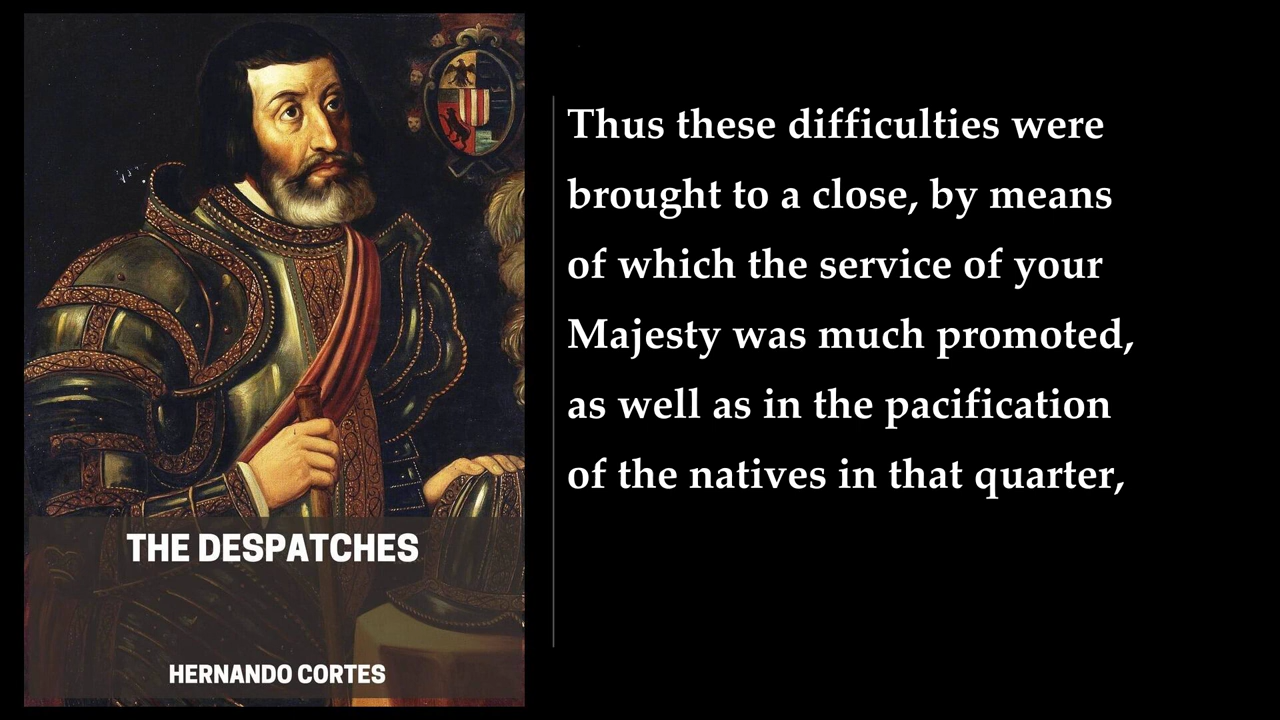 THE DESPATCHES
HERNANDO CORTES
Thus these difficulties were
brought to a close, by means
of which the service of your
Majesty was much promoted,
as well as in the pacification
of the natives in that quarter,